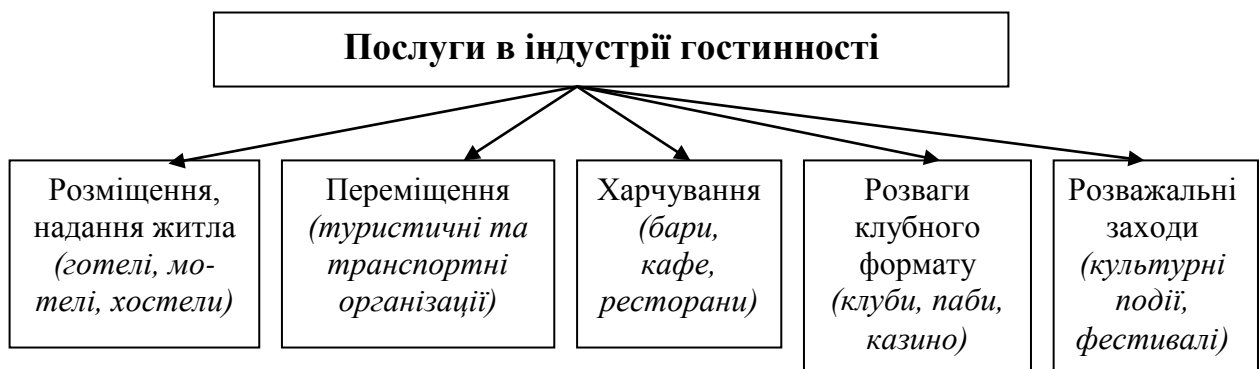 Послуги в індустрії гостинності
Розміщення,
надання житла
(готелі, мо-
телі, хостели)
Переміщення
(туристичні та
транспортні
організації)
Харчування
(бари,
кафе,
ресторани)
Розваги
клубного
формату
(клуби, паби,
казино)
Розважальні
заходи
(культурні
події,
фестивалі)